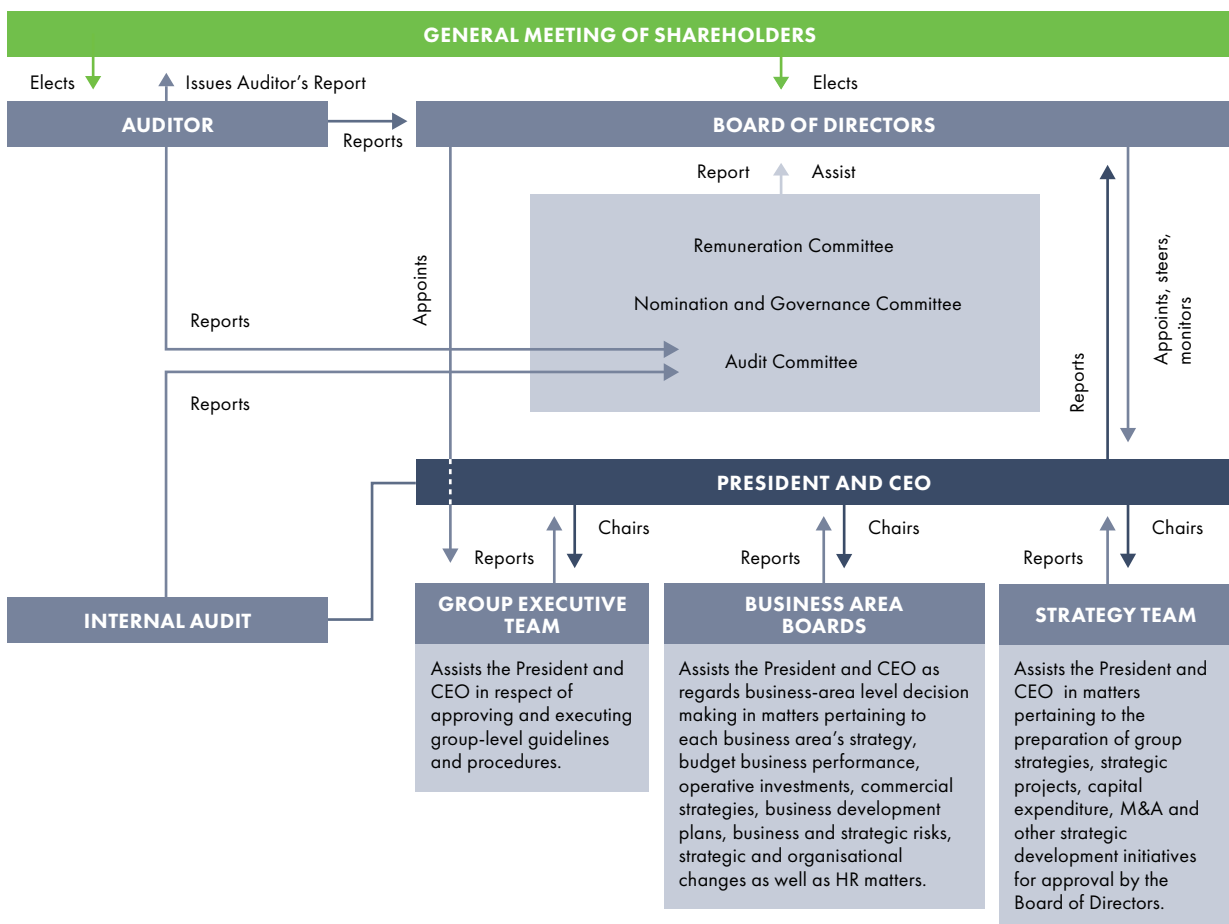 GENERAL MEETING OF SHAREHOLDERS
Elects
Issues Auditor’s Report
Elects
AUDITOR
Reports
BOARD OF DIRECTORS
Report
Assist
Remuneration Committee
Nomination and Governance Committee
Audit Committee
Appoints
Reports
Reports
Reports
Appoints, steers,
monitors
PRESIDENT AND CEO
Reports
Chairs
Reports
Chairs
Reports
Chairs
INTERNAL AUDIT
GROUP EXECUTIVE
TEAM
Assists the President and
CEO in respect of
approving and executing
group-level guidelines
and procedures.
BUSINESS AREA
BOARDS
Assists the President and CEO as
regards business-area level decision
making in matters pertaining to
each business area’s strategy,
budget business performance,
operative investments, commercial
strategies, business development
plans, business and strategic risks,
strategic and organisational
changes as well as HR matters.
STRATEGY TEAM
Assists the President and
CEO  in matters
pertaining to the
preparation of group
strategies, strategic
projects, capital
expenditure, M&A and
other strategic
development initiatives
for approval by the
Board of Directors.